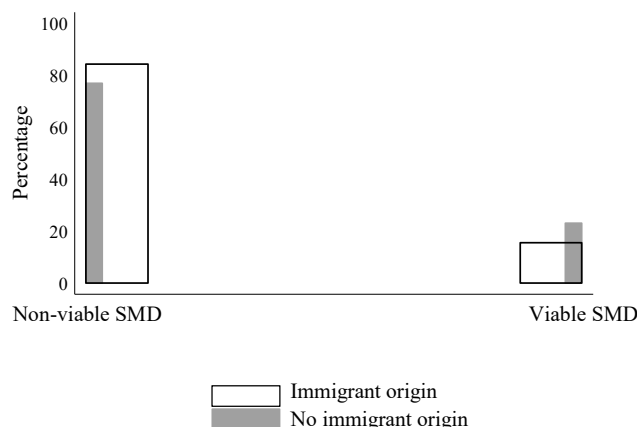 100
80
60
40
20
0
Percentage
Non-viable SMD
Viable SMD
Immigrant origin
No immigrant origin